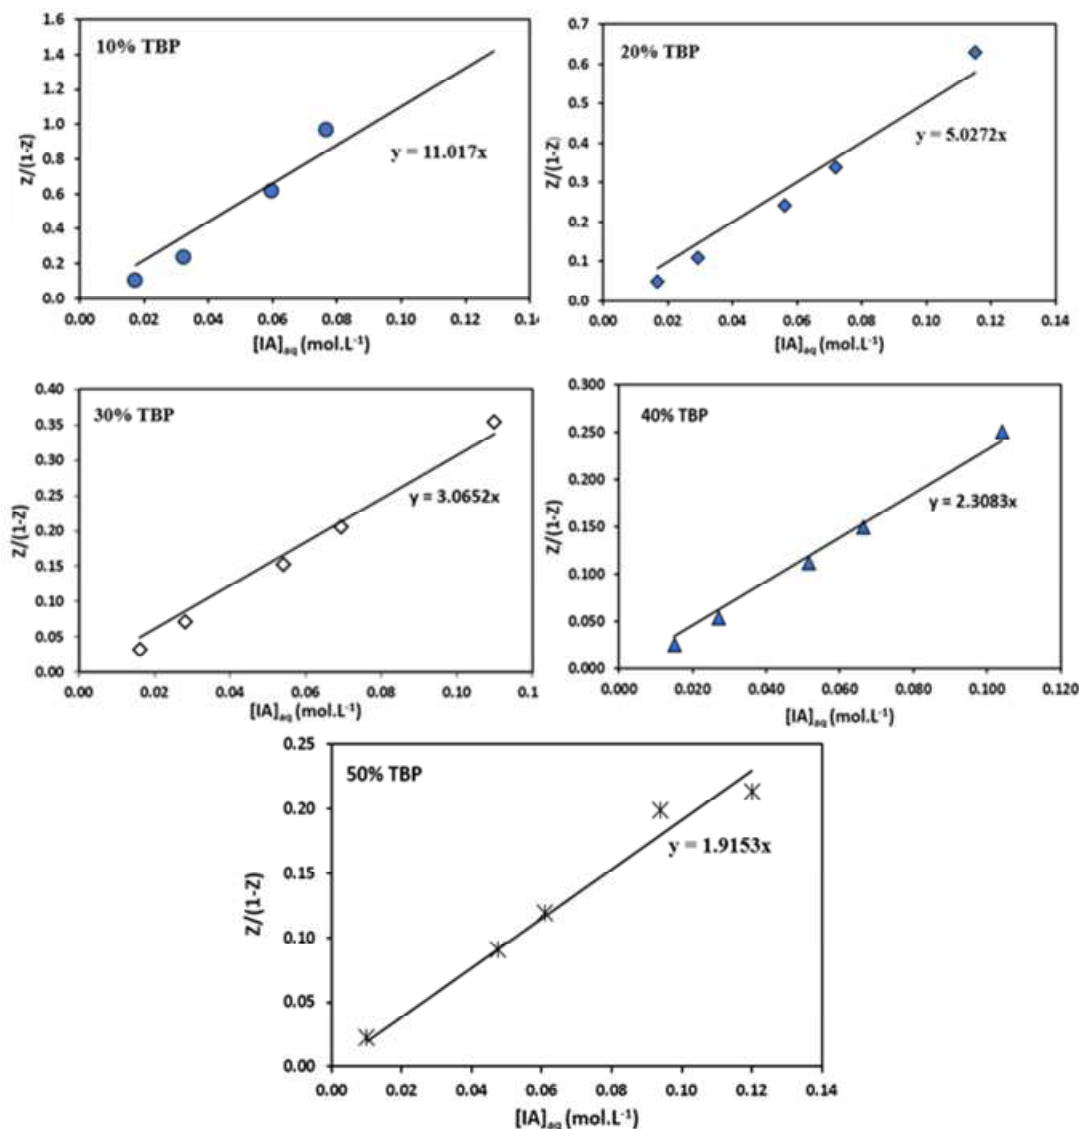 10% TBP
Z/(1-Z)
1.6
1.4
1.2
1.0
0.8
0.6
0.4
0.2
0.0
y = 11.017x
0.00 0.02 0.04 0.06 0.08 0.10 0.12 0.14
[IA]aq (mol.L-1)
20% TBP
Z/(1-Z)
0.7
0.6
0.5
0.4
0.3
0.2
0.1
0.0
y = 5.0272x
0.00 0.02 0.04 0.06 0.08 0.10 0.12 0.14
[IA]aq (mol.L-1)
30% TBP
Z/(1-Z)
0.40
0.35
0.30
0.25
0.20
0.15
0.10
0.05
0.00
y = 3.0652x
0.00 0.02 0.04 0.06 0.08 0.10 0.1
[IA]aq (mol.L-1)
40% TBP
Z/(1-Z)
0.300
0.250
0.200
0.150
0.100
0.050
0.000
y = 2.3083x
0.000 0.020 0.040 0.060 0.080 0.100 0.120
[IA]aq (mol.L-1)
50% TBP
Z/(1-Z)
0.25
0.20
0.15
0.10
0.05
0.00
y = 1.9153x
0.00 0.02 0.04 0.06 0.08 0.10 0.12 0.14
[IA]aq (mol.L-1)